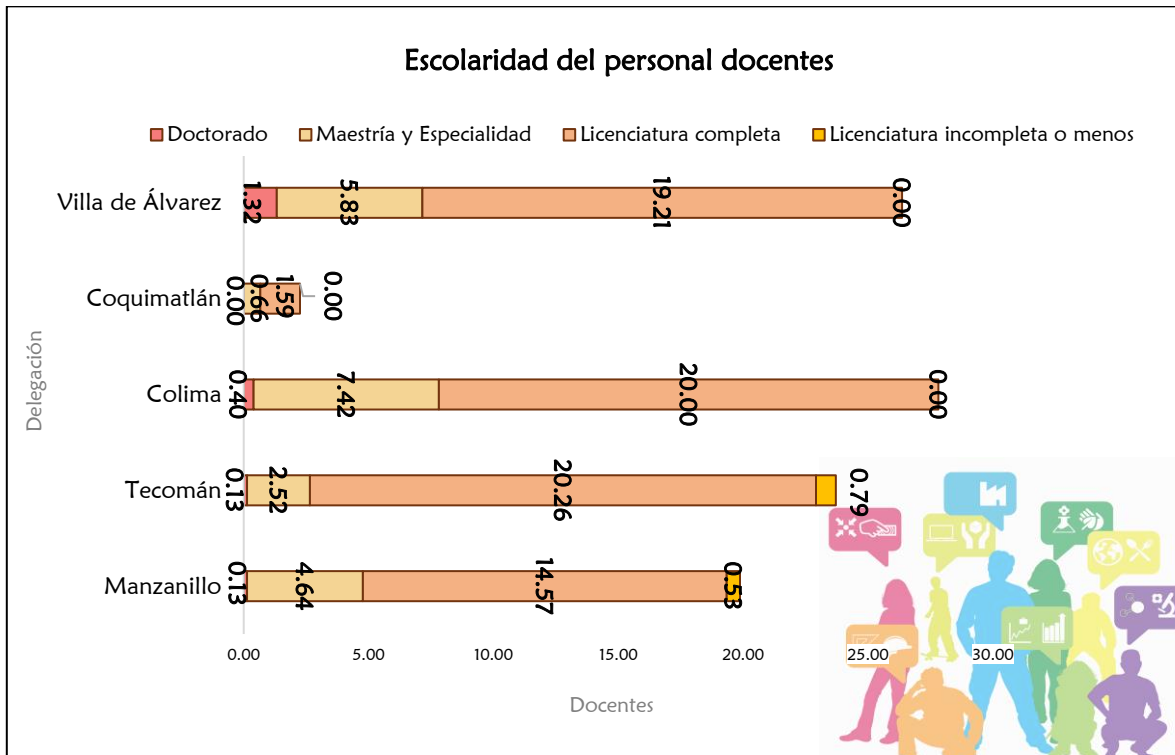 Escolaridad del personal docentes
Doctorado Maestría y Especialidad Licenciatura completa Licenciatura incompleta o menos
Delegación
Villa de Álvarez 1.32 5.83 19.21 0.00
Coquimatlán 0.00 0.66 1.59 0.00
Colima 0.40 7.42 20.00 0.00
Tecomán 0.13 2.52 20.26 0.79
Manzanillo 0.13 4.64 14.57 0.53
0.00 5.00 10.00 15.00 20.00 25.00 30.00
Docentes